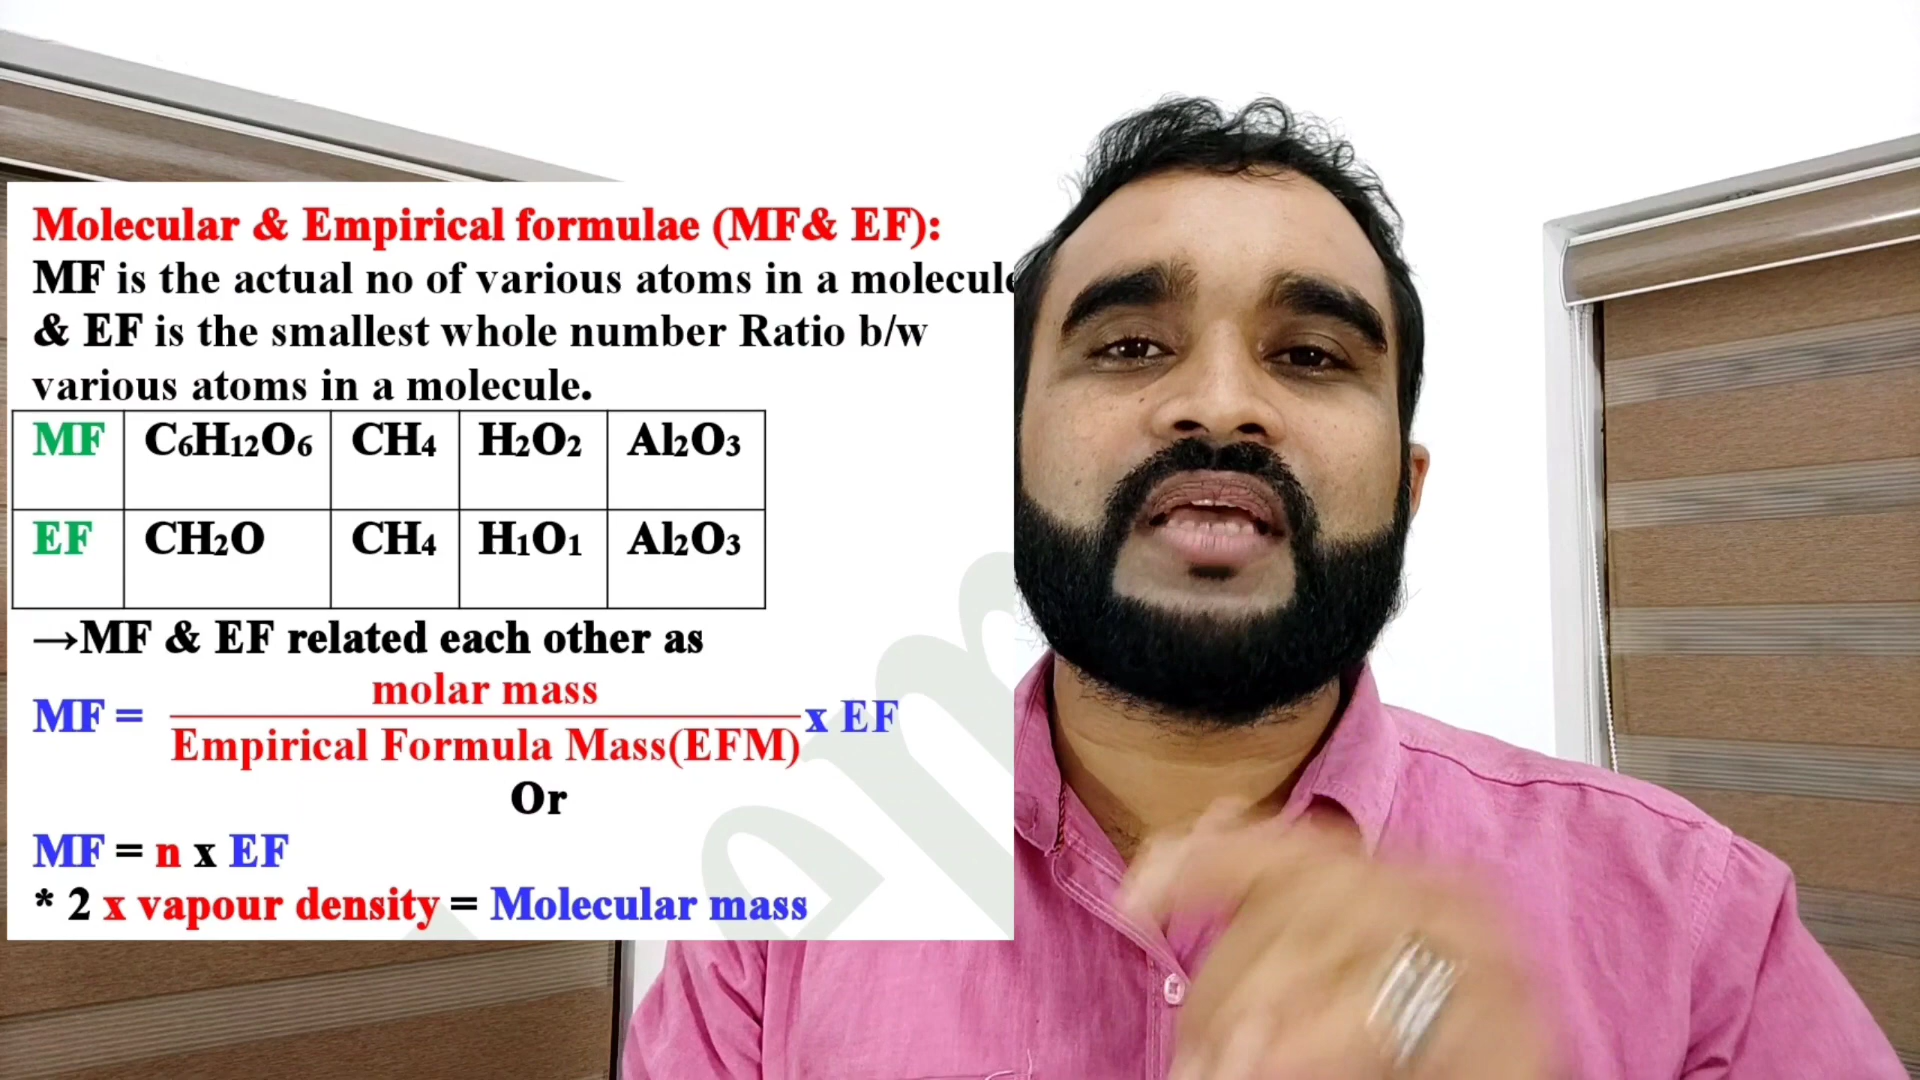 Molecular & Empirical formulae (MF& EF):
MF is the actual no of various atoms in a molecule
& EF is the smallest whole number Ratio b/w
various atoms in a molecule.
MF C₆H₁₂O₆ CH₄ H₂O₂ Al₂O₃
EF CH₂O CH₄ H₁O₁ Al₂O₃
→MF & EF related each other as
molar mass
MF = x EF
Empirical Formula Mass(EFM)
Or
MF = n x EF
* 2 x vapour density = Molecular mass